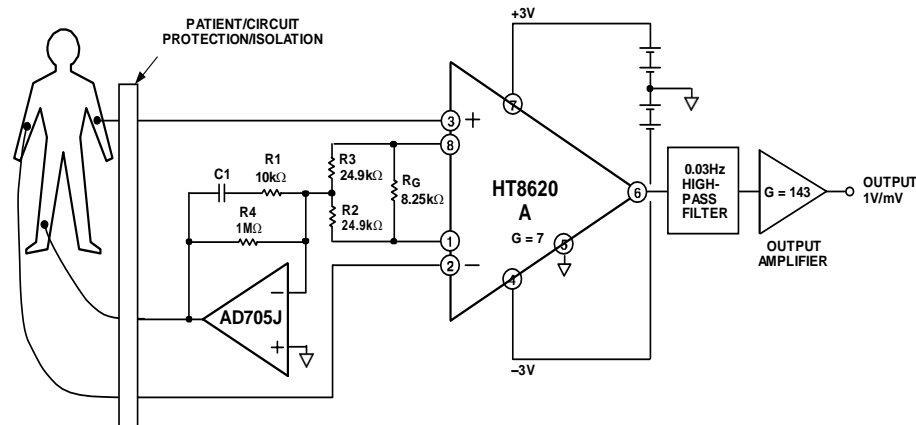 PATIENT/CIRCUIT
PROTECTION/ISOLATION
+3V
7
3
+
8
R3
24.9kΩ
C1
R1
10kΩ
RG
8.25kΩ
HT8620
A
0.03Hz
HIGH-
PASS
FILTER
G = 143
OUTPUT
1V/mV
6
R4
1MΩ
R2
24.9kΩ
1
G = 7
5
OUTPUT
AMPLIFIER
2
−
4
−
AD705J
+
−3V